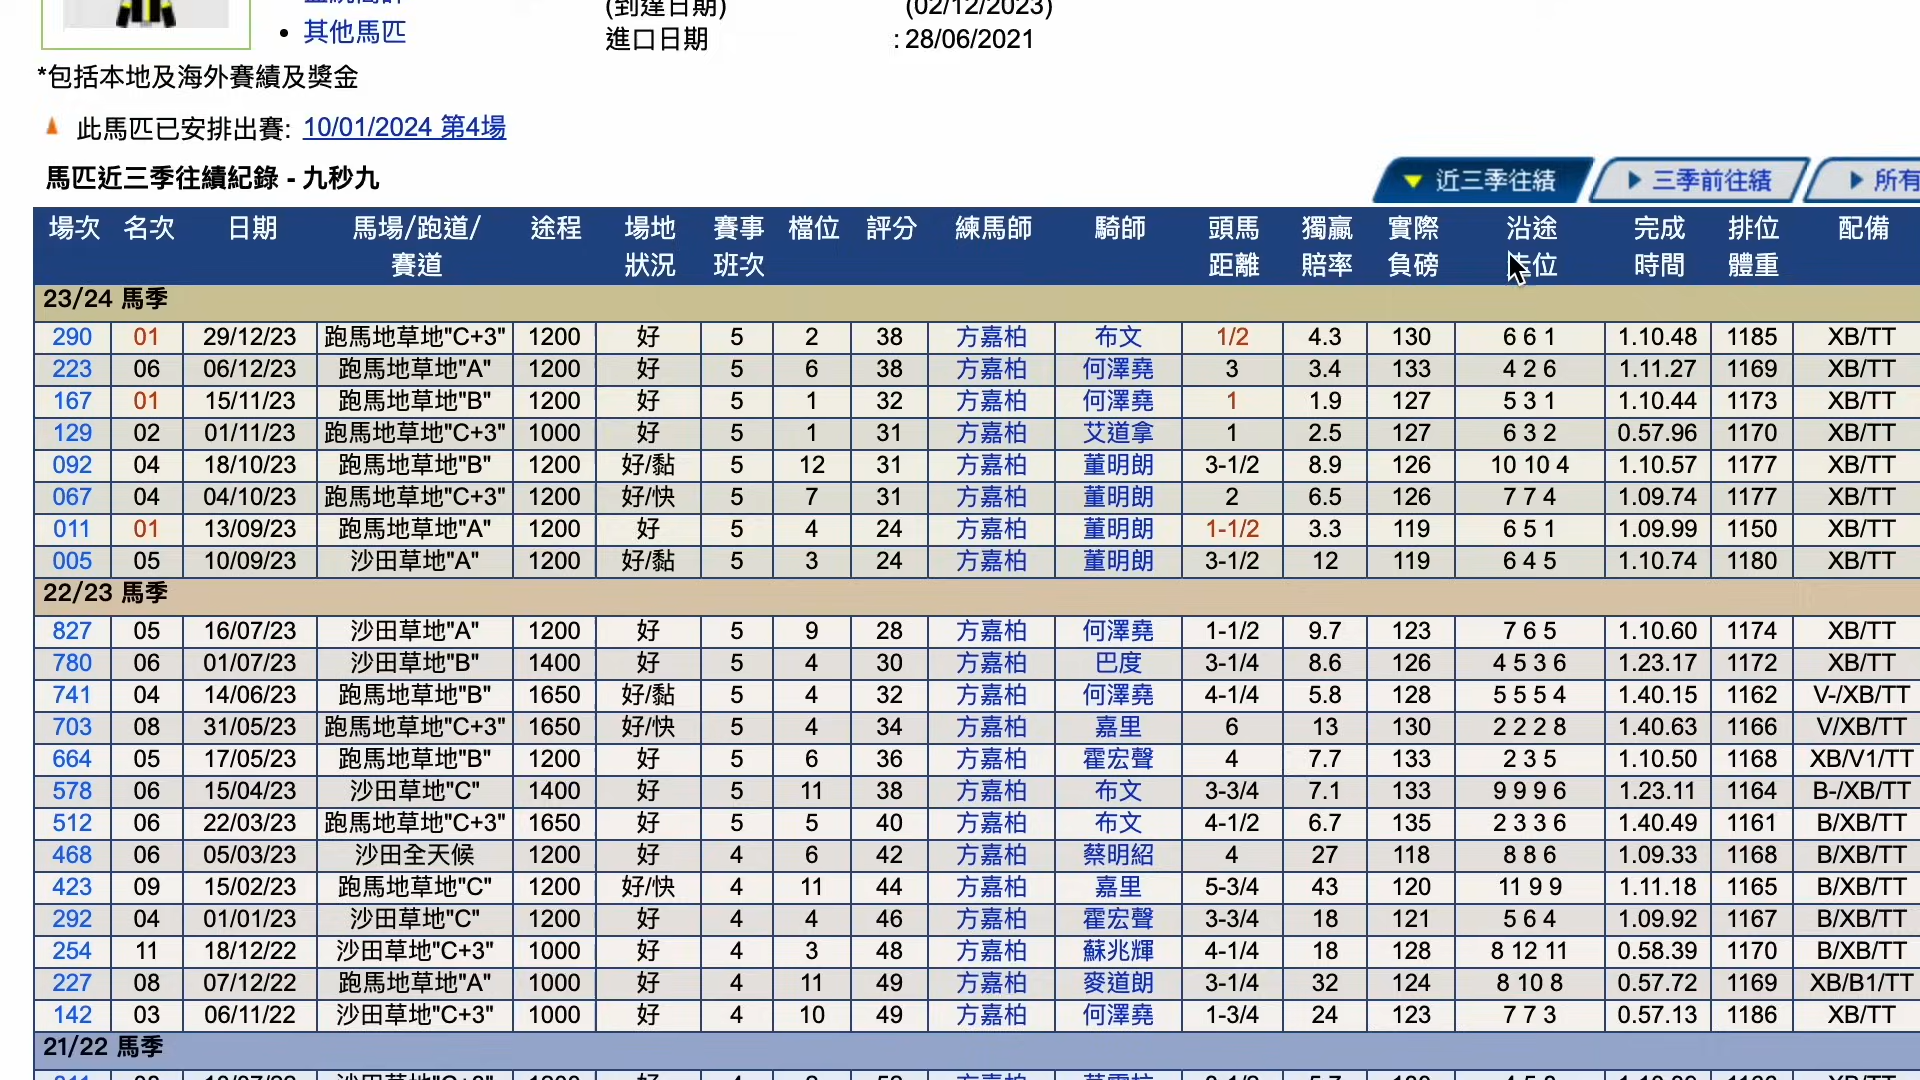 • 其他馬匹
(到達日期) (02/12/2023)
進口日期 : 28/06/2021
*包括本地及海外賽績及獎金
此馬匹已安排出賽: 10/01/2024 第4場
馬匹近三季往績紀錄 - 九秒九
近三季往績 三季前往績 所有
場次 名次 日期 馬場/跑道/賽道 途程 場地狀況 賽事班次 檔位 評分 練馬師 騎師 頭馬距離 獨贏賠率 實際負磅 沿途走位 完成時間 排位體重 配備
23/24 馬季
290 01 29/12/23 跑馬地草地"C+3" 1200 好 5 2 38 方嘉柏 布文 1/2 4.3 130 6 6 1 1.10.48 1185 XB/TT
223 06 06/12/23 跑馬地草地"A" 1200 好 5 6 38 方嘉柏 何澤堯 3 3.4 133 4 2 6 1.11.27 1169 XB/TT
167 01 15/11/23 跑馬地草地"B" 1200 好 5 1 32 方嘉柏 何澤堯 1 1.9 127 5 3 1 1.10.44 1173 XB/TT
129 02 01/11/23 跑馬地草地"C+3" 1000 好 5 1 31 方嘉柏 艾道拿 1 2.5 127 6 3 2 0.57.96 1170 XB/TT
092 04 18/10/23 跑馬地草地"B" 1200 好/黏 5 12 31 方嘉柏 董明朗 3-1/2 8.9 126 10 10 4 1.10.57 1177 XB/TT
067 04 04/10/23 跑馬地草地"C+3" 1200 好/快 5 7 31 方嘉柏 董明朗 2 6.5 126 7 7 4 1.09.74 1177 XB/TT
011 01 13/09/23 跑馬地草地"A" 1200 好 5 4 24 方嘉柏 董明朗 1-1/2 3.3 119 6 5 1 1.09.99 1150 XB/TT
005 05 10/09/23 沙田草地"A" 1200 好/黏 5 3 24 方嘉柏 董明朗 3-1/2 12 119 6 4 5 1.10.74 1180 XB/TT
22/23 馬季
827 05 16/07/23 沙田草地"A" 1200 好 5 9 28 方嘉柏 何澤堯 1-1/2 9.7 123 7 6 5 1.10.60 1174 XB/TT
780 06 01/07/23 沙田草地"B" 1400 好 5 4 30 方嘉柏 巴度 3-1/4 8.6 126 4 5 3 6 1.23.17 1172 XB/TT
741 04 14/06/23 跑馬地草地"B" 1650 好/黏 5 4 32 方嘉柏 何澤堯 4-1/4 5.8 128 5 5 5 4 1.40.15 1162 V-/XB/TT
703 08 31/05/23 跑馬地草地"C+3" 1650 好/快 5 4 34 方嘉柏 嘉里 6 13 130 2 2 2 8 1.40.63 1166 V/XB/TT
664 05 17/05/23 跑馬地草地"B" 1200 好 5 6 36 方嘉柏 霍宏聲 4 7.7 133 2 3 5 1.10.50 1168 XB/V1/TT
578 06 15/04/23 沙田草地"C" 1400 好 5 11 38 方嘉柏 布文 3-3/4 7.1 133 9 9 9 6 1.23.11 1164 B-/XB/TT
512 06 22/03/23 跑馬地草地"C+3" 1650 好 5 5 40 方嘉柏 布文 4-1/2 6.7 135 2 3 3 6 1.40.49 1161 B/XB/TT
468 06 05/03/23 沙田全天候 1200 好 4 6 42 方嘉柏 蔡明紹 4 27 118 8 8 6 1.09.33 1168 B/XB/TT
423 09 15/02/23 跑馬地草地"C" 1200 好/快 4 11 44 方嘉柏 嘉里 5-3/4 43 120 11 9 9 1.11.18 1165 B/XB/TT
292 04 01/01/23 沙田草地"C" 1200 好 4 4 46 方嘉柏 霍宏聲 3-3/4 18 121 5 6 4 1.09.92 1167 B/XB/TT
254 11 18/12/22 沙田草地"C+3" 1000 好 4 3 48 方嘉柏 蘇兆輝 4-1/4 18 128 8 12 11 0.58.39 1170 B/XB/TT
227 08 07/12/22 跑馬地草地"A" 1000 好 4 11 49 方嘉柏 麥道朗 3-1/4 32 124 8 10 8 0.57.72 1169 XB/B1/TT
142 03 06/11/22 沙田草地"C+3" 1000 好 4 10 49 方嘉柏 何澤堯 1-3/4 24 123 7 7 3 0.57.13 1186 XB/TT
21/22 馬季